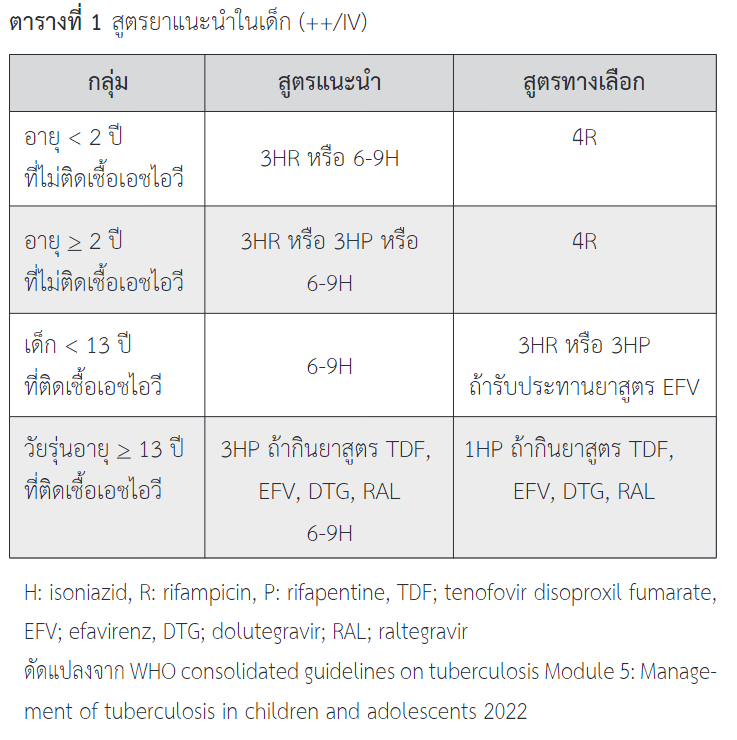 ตารางที่ 1 สูตรยาแนะนำในเด็ก (++/IV)
กลุ่ม สูตรแนะนำ สูตรทางเลือก
อายุ < 2 ปี
ที่ไม่ติดเชื้อเอชไอวี
3HR หรือ 6-9H
4R
อายุ ≥ 2 ปี
ที่ไม่ติดเชื้อเอชไอวี
3HR หรือ 3HP หรือ
6-9H
4R
เด็ก < 13 ปี
ที่ติดเชื้อเอชไอวี
6-9H
3HR หรือ 3HP
ถ้ารับประทานยาสูตร EFV
วัยรุ่นอายุ ≥ 13 ปี
ที่ติดเชื้อเอชไอวี
3HP ถ้ากินยาสูตร TDF,
EFV, DTG, RAL
6-9H
1HP ถ้ากินยาสูตร TDF,
EFV, DTG, RAL
H: isoniazid, R: rifampicin, P: rifapentine, TDF; tenofovir disoproxil fumarate,
EFV; efavirenz, DTG; dolutegravir; RAL; raltegravir
ดัดแปลงจาก WHO consolidated guidelines on tuberculosis Module 5: Manage-
ment of tuberculosis in children and adolescents 2022